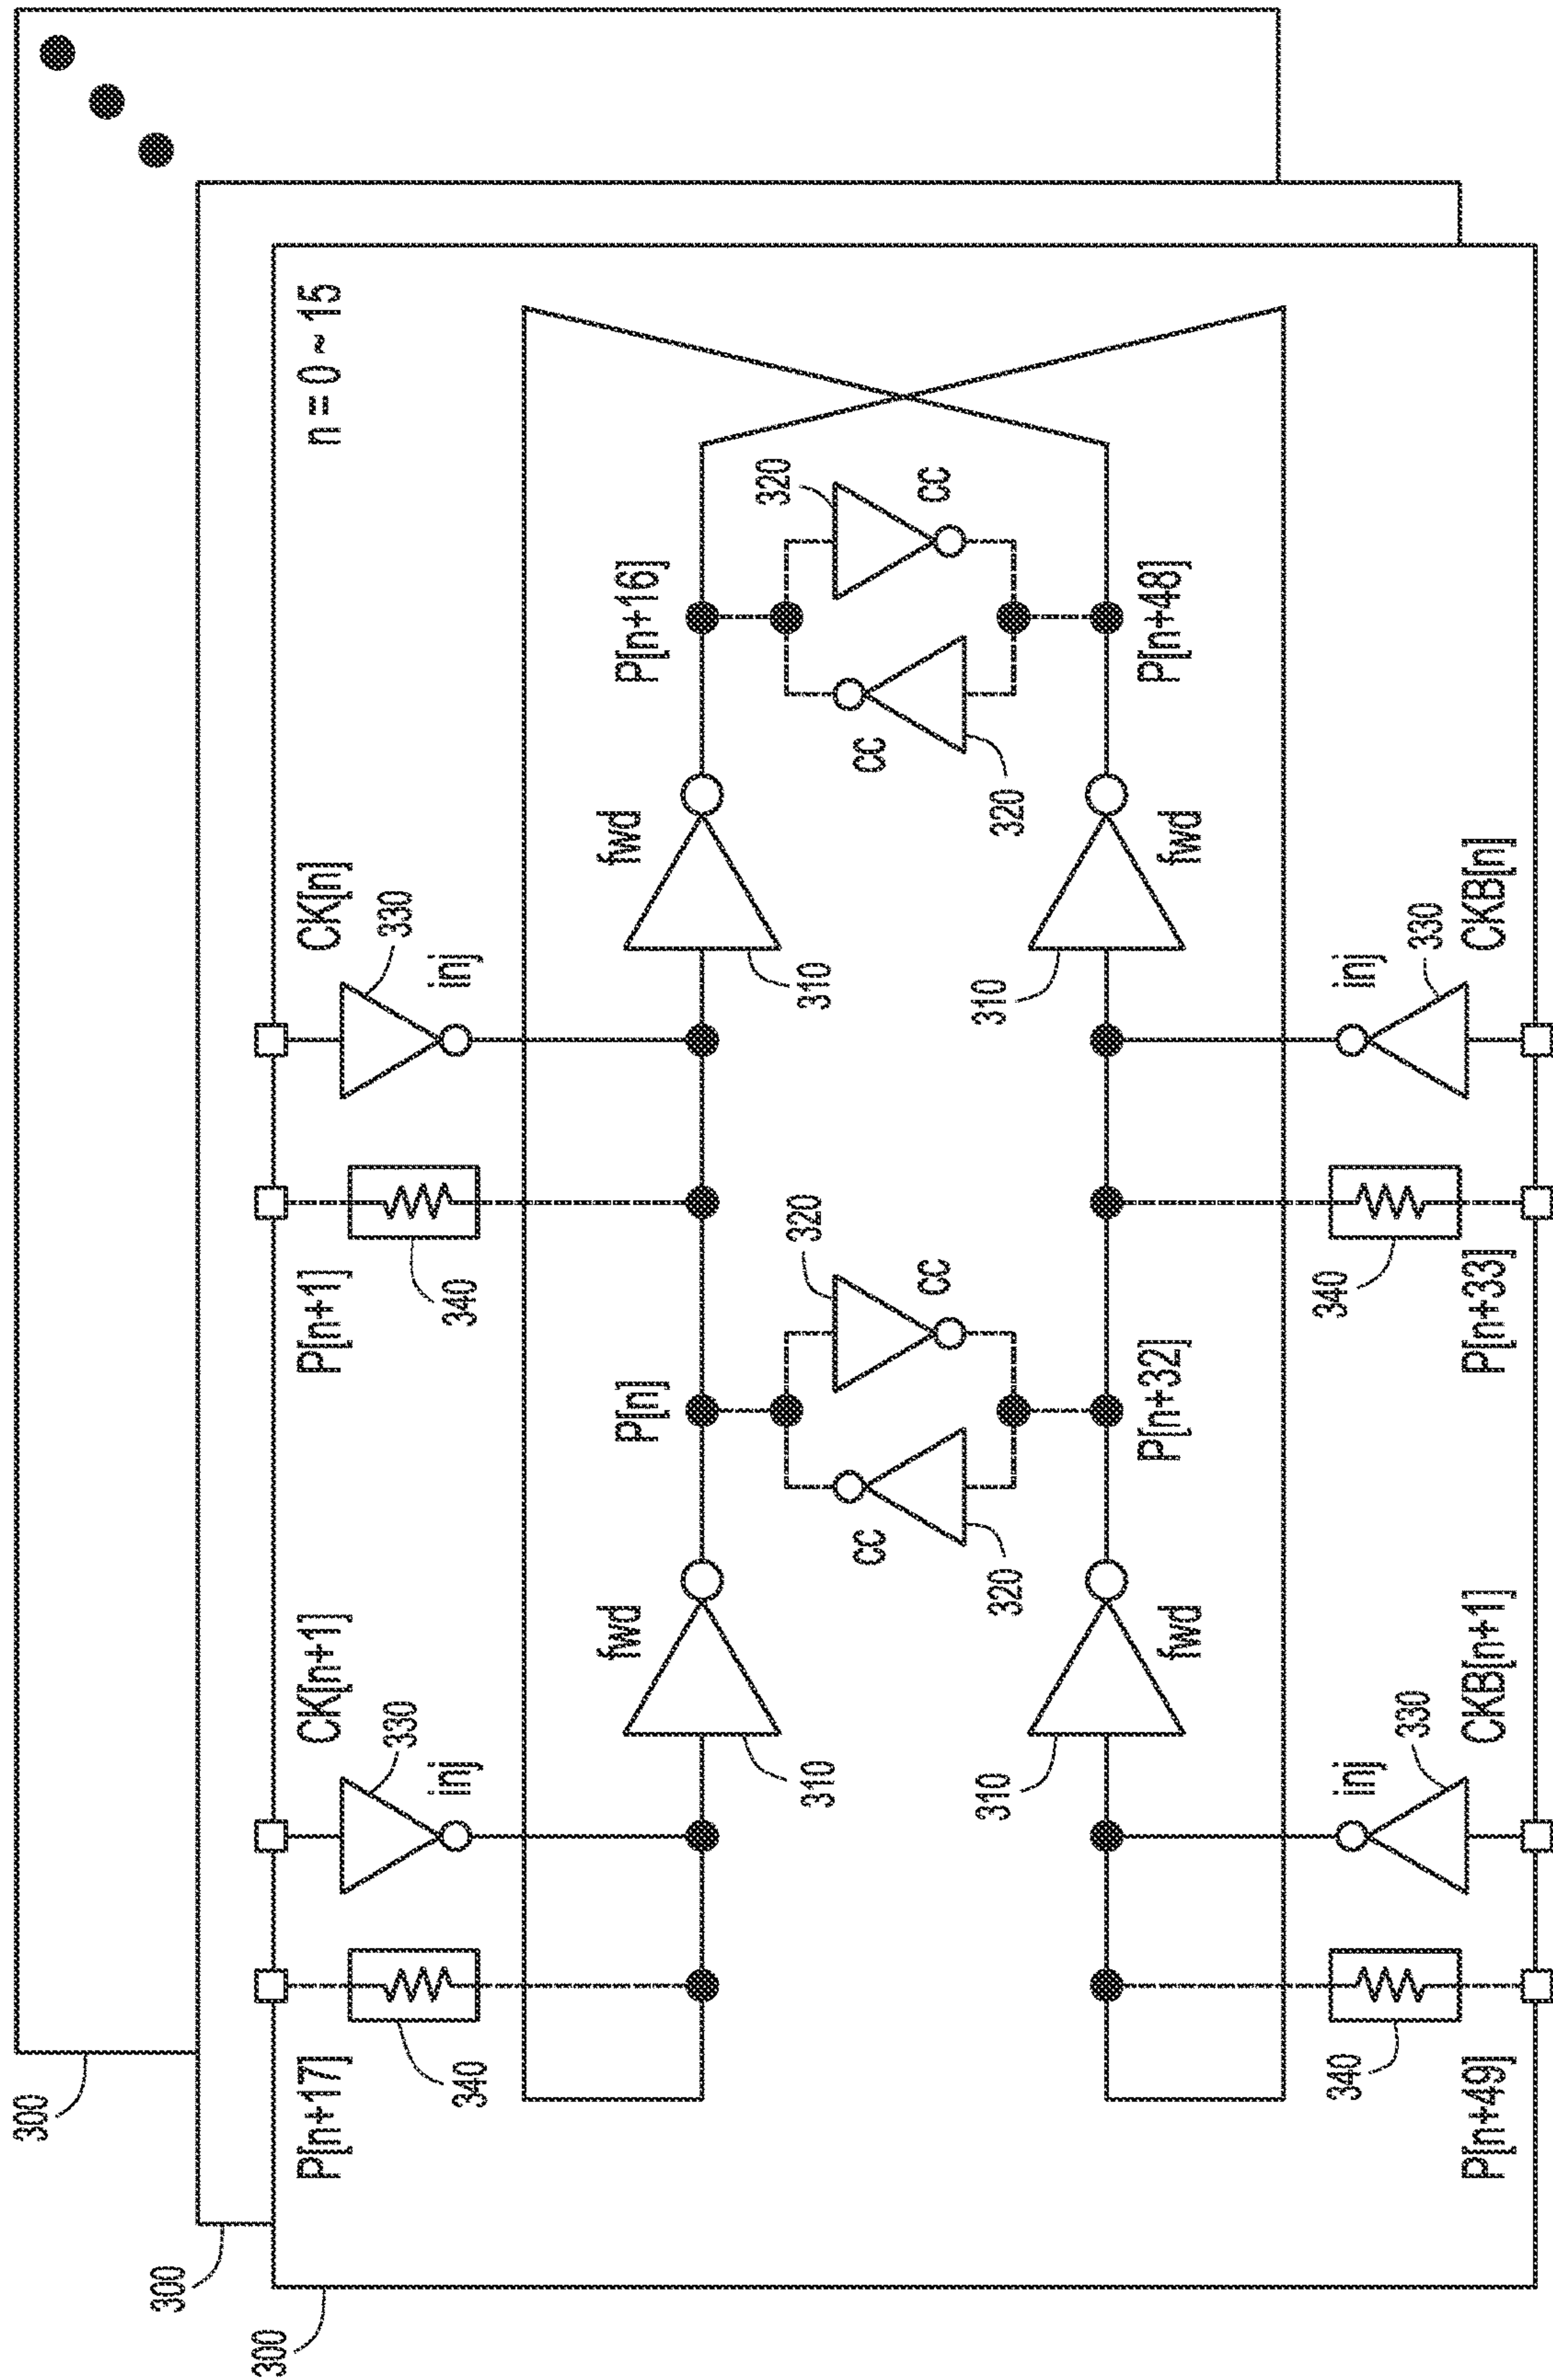 300
300
300
P[n+17] CK[n+1] P[n+1] CK[n] n = 0 ~ 15
330 330
340 inj 340 inj
fwd P[n] fwd P[n+16]
310 320 310 320
cc cc
cc cc
310 320 310 320
fwd P[n+32] fwd P[n+48]
340 inj 340 inj
330 330
P[n+49] CKB[n+1] P[n+33] CKB[n]